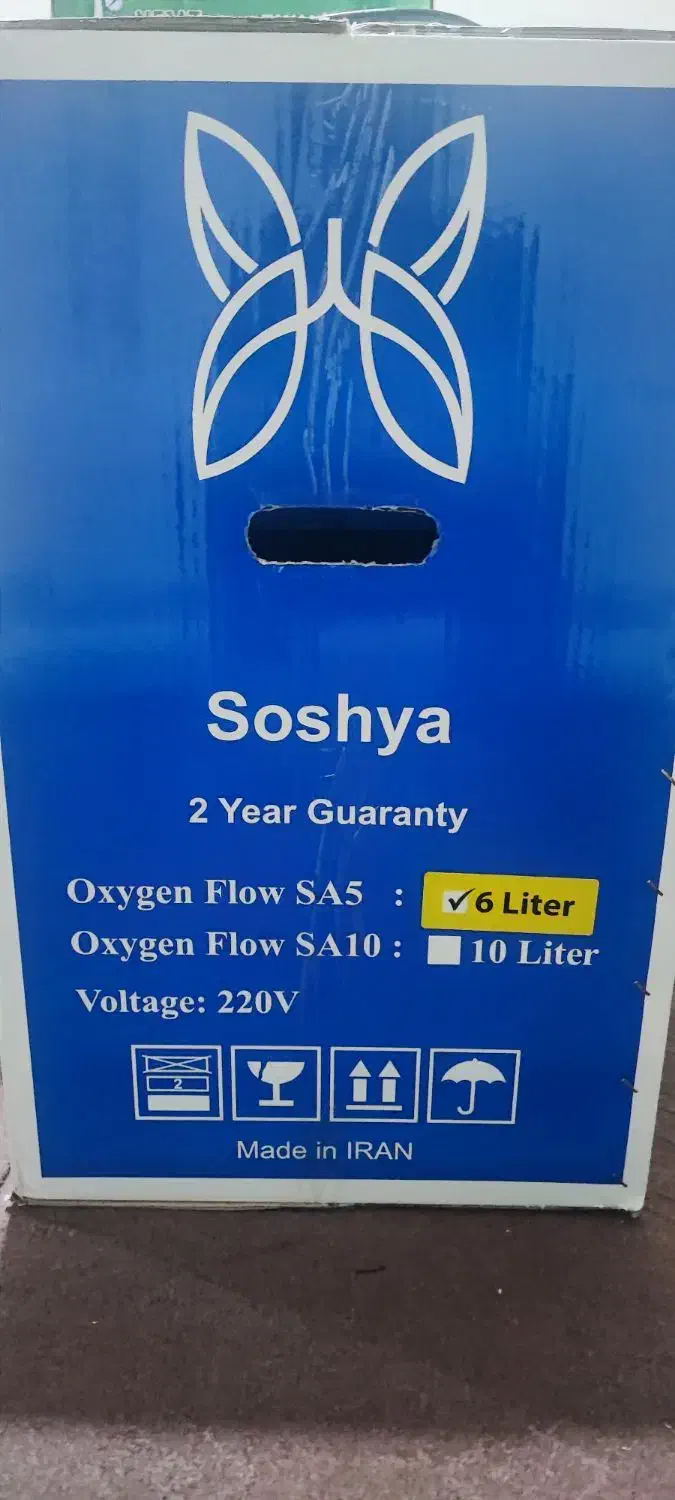 Soshya
2 Year Guaranty
Oxygen Flow SA5 : ✓6 Liter
Oxygen Flow SA10 : 10 Liter
Voltage: 220V
2
Made in IRAN